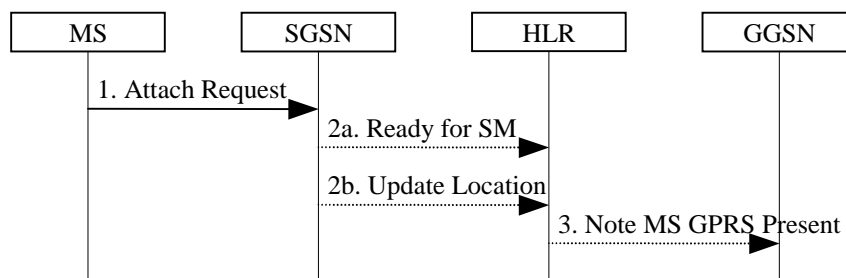 MS SGSN HLR GGSN
1. Attach Request
2a. Ready for SM
2b. Update Location
3. Note MS GPRS Present